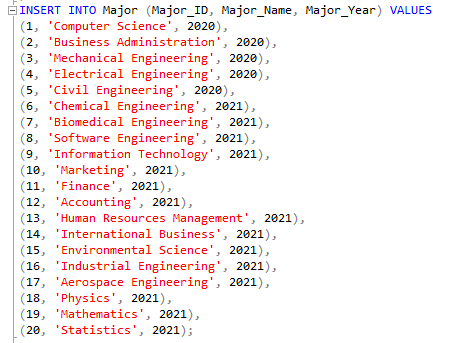 INSERT INTO Major (Major_ID, Major_Name, Major_Year) VALUES
(1, 'Computer Science', 2020),
(2, 'Business Administration', 2020),
(3, 'Mechanical Engineering', 2020),
(4, 'Electrical Engineering', 2020),
(5, 'Civil Engineering', 2020),
(6, 'Chemical Engineering', 2021),
(7, 'Biomedical Engineering', 2021),
(8, 'Software Engineering', 2021),
(9, 'Information Technology', 2021),
(10, 'Marketing', 2021),
(11, 'Finance', 2021),
(12, 'Accounting', 2021),
(13, 'Human Resources Management', 2021),
(14, 'International Business', 2021),
(15, 'Environmental Science', 2021),
(16, 'Industrial Engineering', 2021),
(17, 'Aerospace Engineering', 2021),
(18, 'Physics', 2021),
(19, 'Mathematics', 2021),
(20, 'Statistics', 2021);